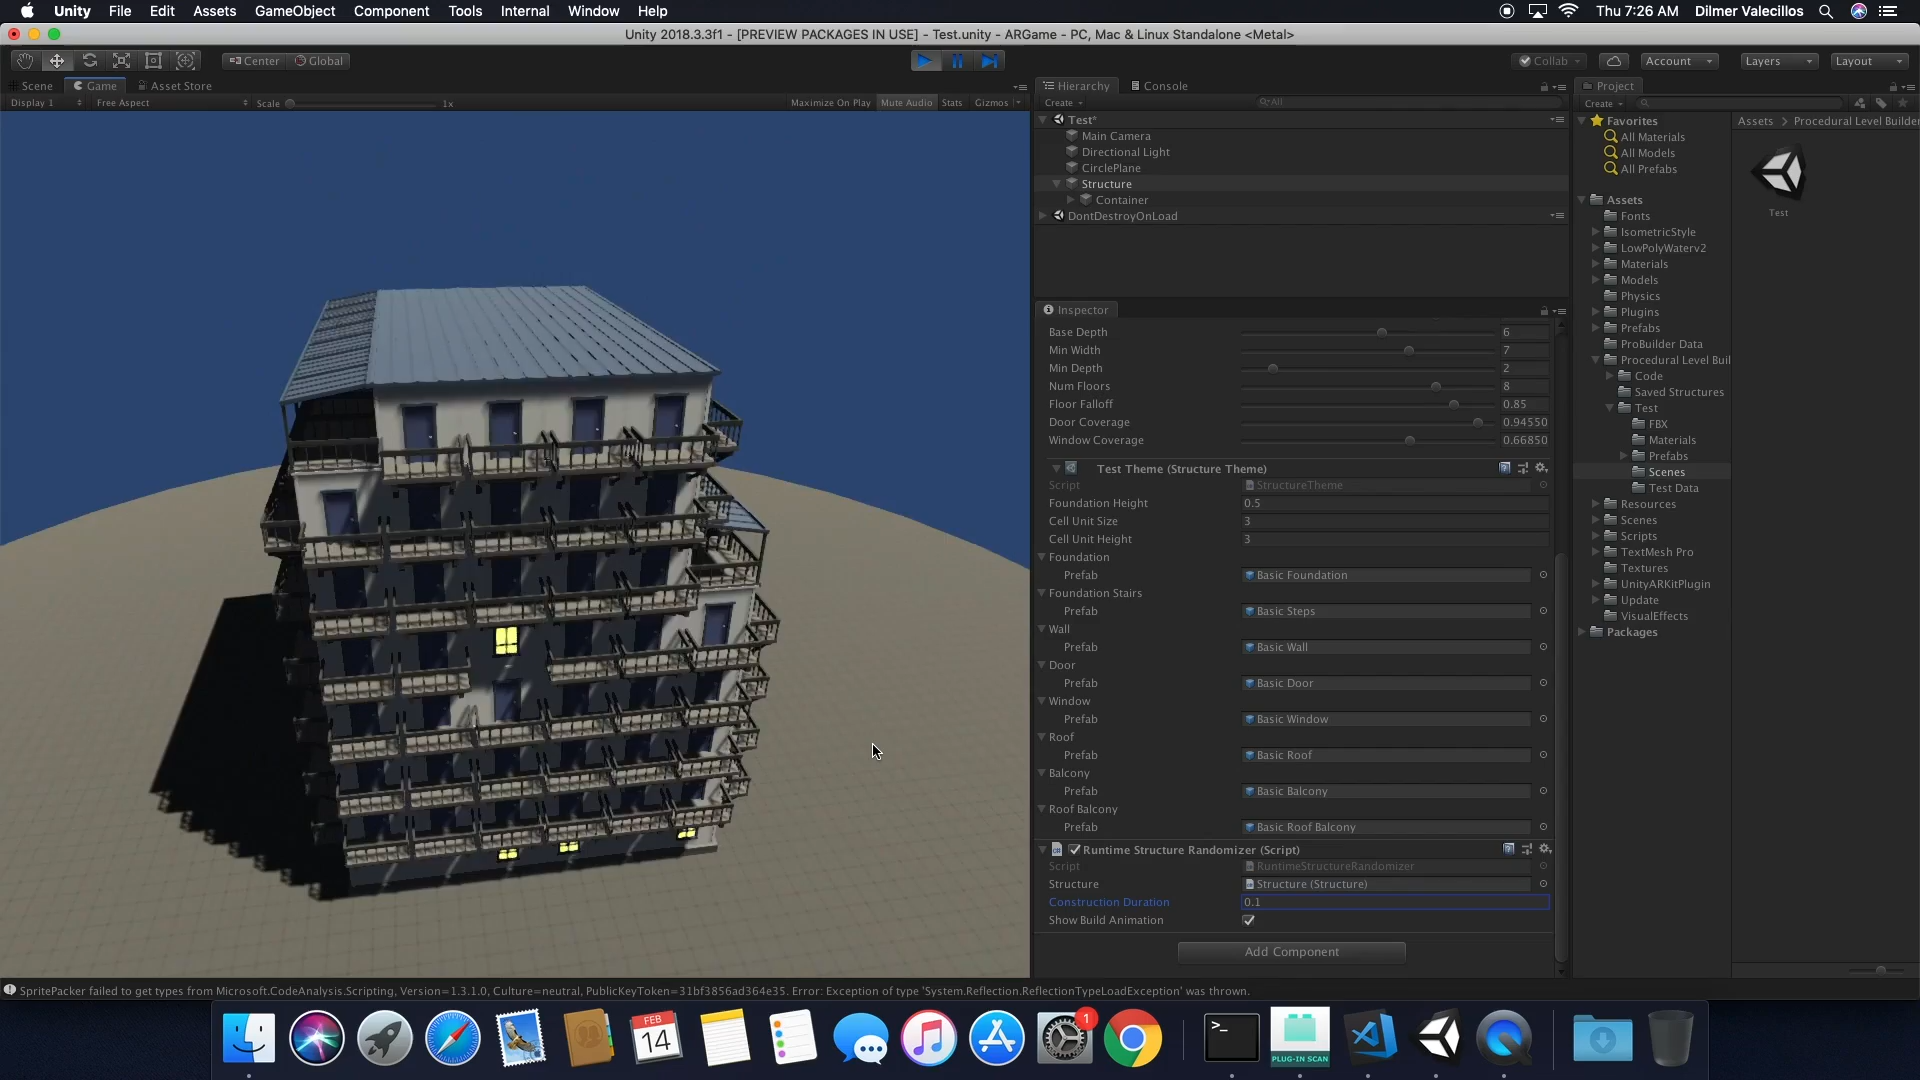 Unity File Edit Assets GameObject Component Tools Internal Window Help Thu 7:26 AM Dilmer Valecillos
Unity 2018.3.3f1 - [PREVIEW PACKAGES IN USE] - Test.unity - ARGame - PC, Mac & Linux Standalone <Metal>
Center Global Collab Account Layers Layout
Scene Game Asset Store
Display 1 Free Aspect Scale 1x Maximize On Play Mute Audio Stats Gizmos
Hierarchy Console
Create All
Test*
Main Camera
Directional Light
CirclePlane
Structure
Container
DontDestroyOnLoad
Inspector
Base Depth 6
Min Width 7
Min Depth 2
Num Floors 8
Floor Falloff 0.85
Door Coverage 0.94550
Window Coverage 0.66850
Test Theme (Structure Theme)
Script StructureTheme
Foundation Height 0.5
Cell Unit Size 3
Cell Unit Height 3
Foundation
Prefab Basic Foundation
Foundation Stairs
Prefab Basic Steps
Wall
Prefab Basic Wall
Door
Prefab Basic Door
Window
Prefab Basic Window
Roof
Prefab Basic Roof
Balcony
Prefab Basic Balcony
Roof Balcony
Prefab Basic Roof Balcony
Runtime Structure Randomizer (Script)
Script RuntimeStructureRandomizer
Structure Structure (Structure)
Construction Duration 0.1
Show Build Animation
Add Component
Project
Create
Favorites
All Materials
All Models
All Prefabs
Assets
Fonts
IsometricStyle
LowPolyWaterv2
Materials
Models
Physics
Plugins
Prefabs
ProBuilder Data
Procedural Level Buil
Code
Saved Structures
Test
FBX
Materials
Prefabs
Scenes
Test Data
Resources
Scenes
Scripts
TextMesh Pro
Textures
UnityARKitPlugin
Update
VisualEffects
Packages
Assets > Procedural Level Builder
Test
SpritePacker failed to get types from Microsoft.CodeAnalysis.Scripting, Version=1.3.1.0, Culture=neutral, PublicKeyToken=31bf3856ad364e35. Error: Exception of type 'System.Reflection.ReflectionTypeLoadException' was thrown.
FEB
14
1
>_
PLUG-IN SCAN